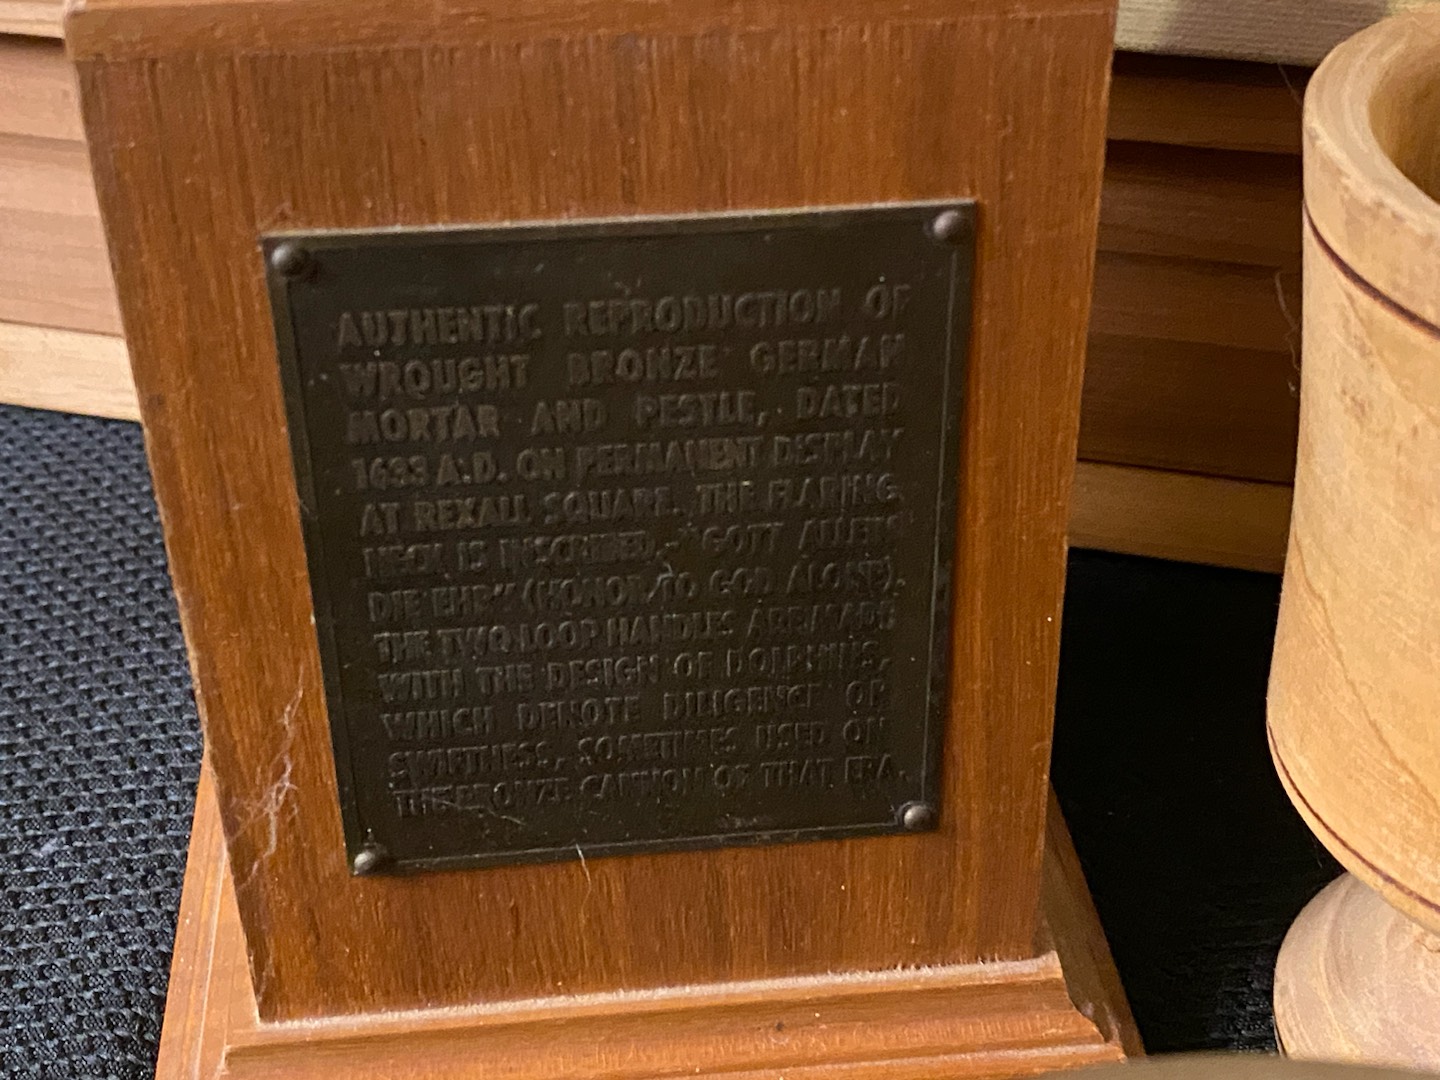 AUTHENTIC REPRODUCTION OF
WROUGHT BRONZE GERMAN
MORTAR AND PESTLE, DATED
1633 A.D. ON PERMANENT DISPLAY
AT REXALL SQUARE. THE FLARING
NECK IS INSCRIBED, "GOTT ALLEIN
DIE EHR" (HONOR TO GOD ALONE).
THE TWO LOOP HANDLES ARE MADE
WITH THE DESIGN OF DOLPHINS,
WHICH DENOTE DILIGENCE OR
SWIFTNESS, SOMETIMES USED ON
THE BRONZE CANNON OF THAT ERA.